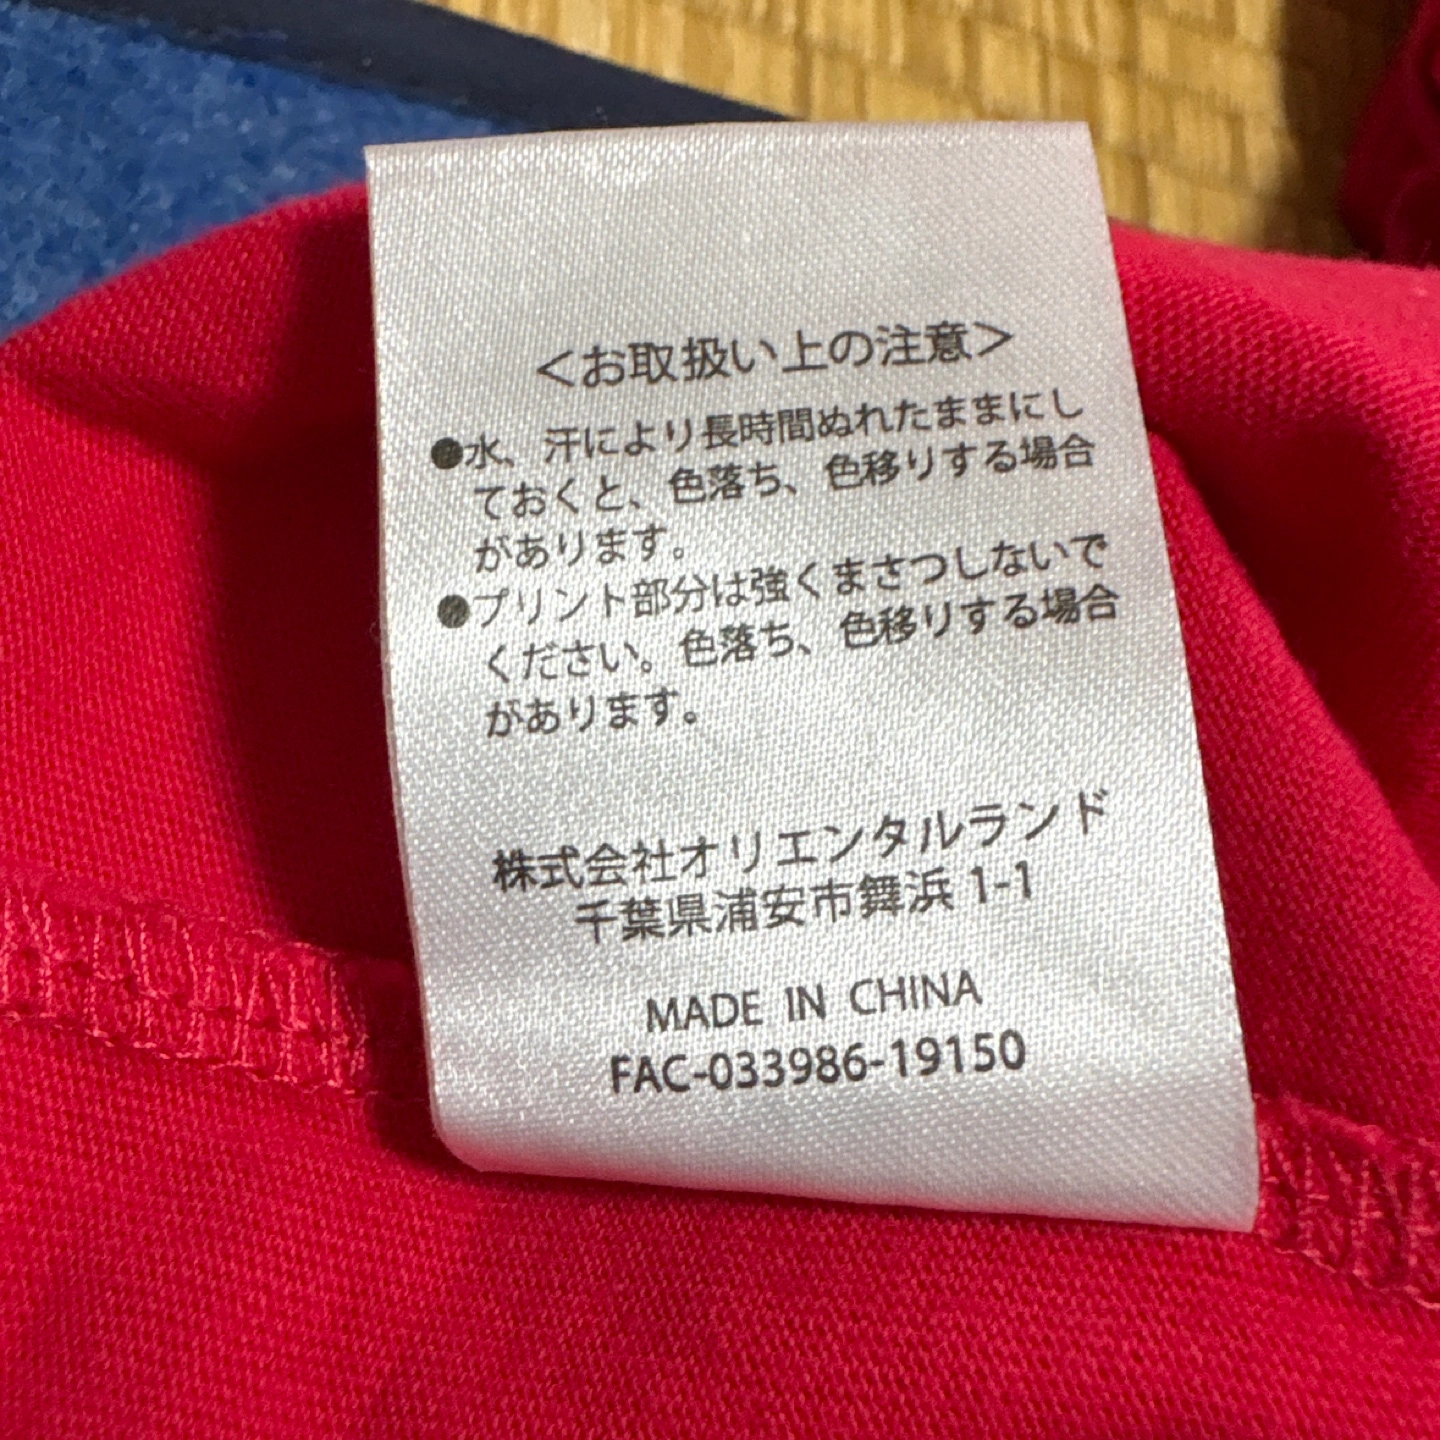 ＜お取扱い上の注意＞
●水、汗により長時間ぬれたままにし
ておくと、色落ち、色移りする場合
があります。
●プリント部分は強くまさつしないで
ください。色落ち、色移りする場合
があります。
株式会社オリエンタルランド
千葉県浦安市舞浜 1-1
MADE IN CHINA
FAC-033986-19150